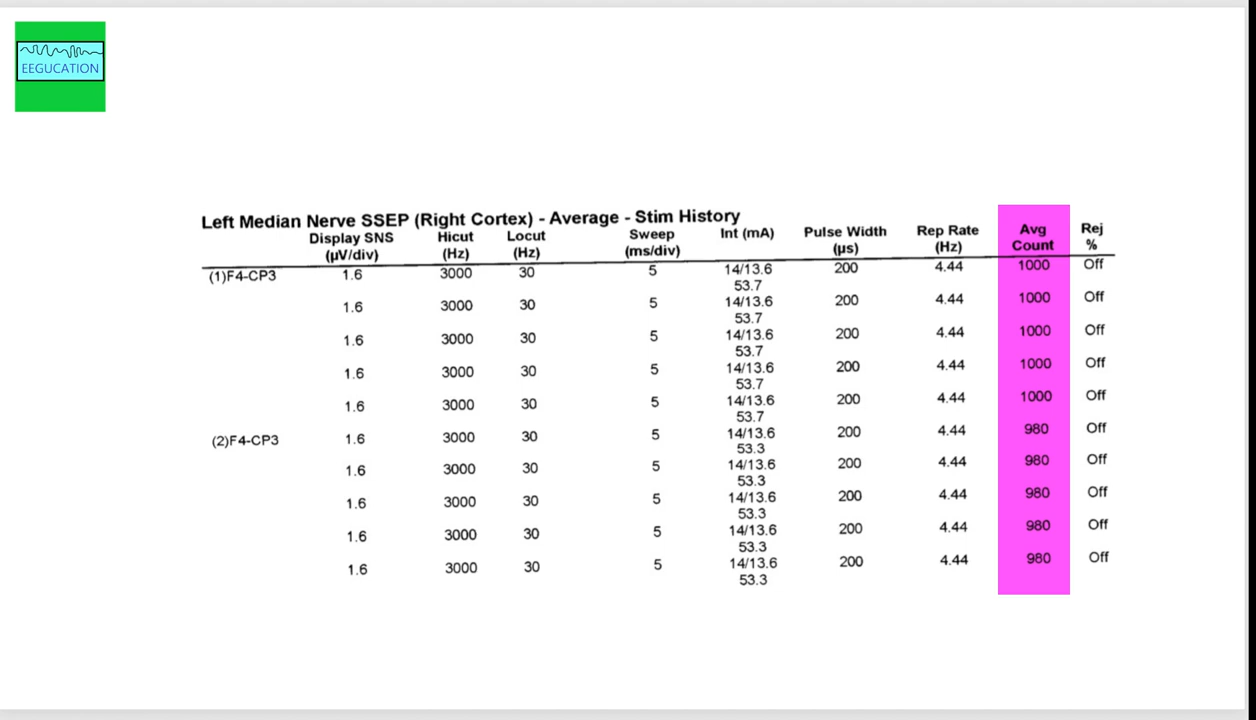 EEGUCATION
Left Median Nerve SSEP (Right Cortex) - Average - Stim History
Display SNS (µV/div) Hicut (Hz) Locut (Hz) Sweep (ms/div) Int (mA) Pulse Width (µs) Rep Rate (Hz) Avg Count Rej %
(1)F4-CP3 1.6 3000 30 5 14/13.6 200 4.44 1000 Off
53.7
1.6 3000 30 5 14/13.6 200 4.44 1000 Off
53.7
1.6 3000 30 5 14/13.6 200 4.44 1000 Off
53.7
1.6 3000 30 5 14/13.6 200 4.44 1000 Off
53.7
1.6 3000 30 5 14/13.6 200 4.44 1000 Off
53.7
(2)F4-CP3 1.6 3000 30 5 14/13.6 200 4.44 980 Off
53.3
1.6 3000 30 5 14/13.6 200 4.44 980 Off
53.3
1.6 3000 30 5 14/13.6 200 4.44 980 Off
53.3
1.6 3000 30 5 14/13.6 200 4.44 980 Off
53.3
1.6 3000 30 5 14/13.6 200 4.44 980 Off
53.3